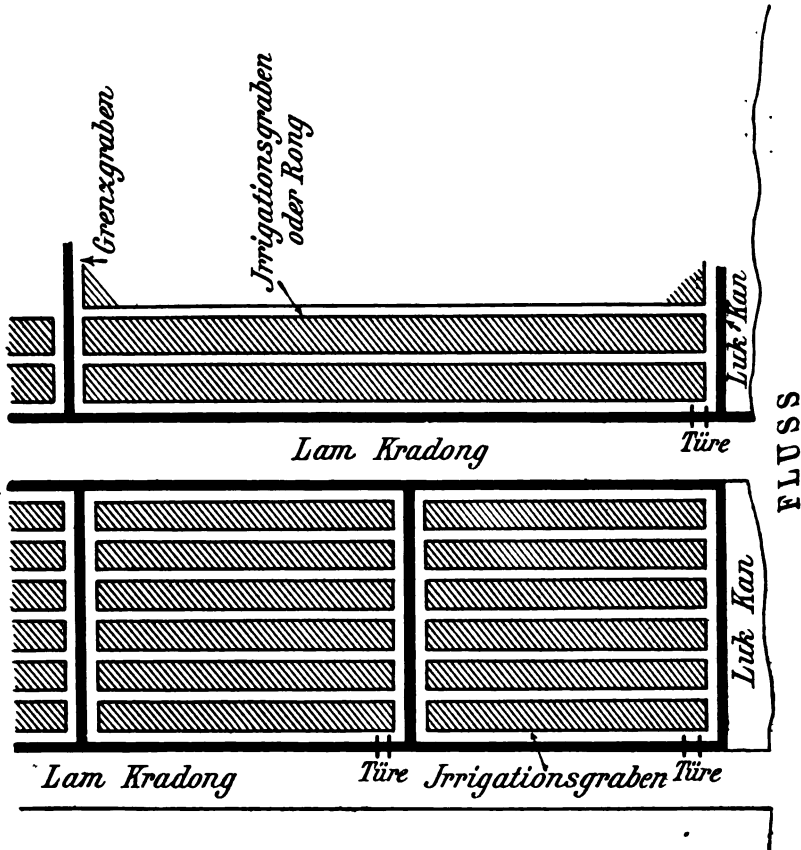 Grenzgraben
Jrrigationsgraben
oder Rong
Luk Kan
Lam Kradong
Türe
FLUSS
Luk Kan
Lam Kradong
Türe
Jrrigationsgraben
Türe